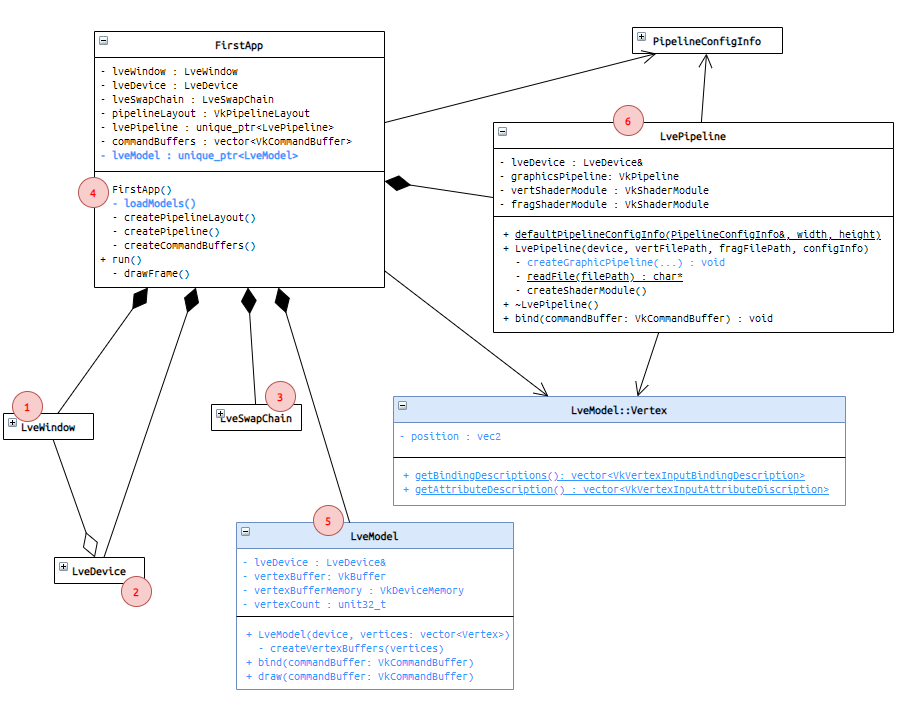 FirstApp
- lveWindow : LveWindow
- lveDevice : LveDevice
- lveSwapChain : LveSwapChain
- pipelineLayout : VkPipelineLayout
- lvePipeline : unique_ptr<LvePipeline>
- commandBuffers : vector<VkCommandBuffer>
- lveModel : unique_ptr<LveModel>
4
FirstApp()
- loadModels()
- createPipelineLayout()
- createPipeline()
- createCommandBuffers()
+ run()
- drawFrame()
PipelineConfigInfo
6
LvePipeline
- lveDevice : LveDevice&
- graphicsPipeline: VkPipeline
- vertShaderModule : VkShaderModule
- fragShaderModule : VkShaderModule
+ defaultPipelineConfigInfo(PipelineConfigInfo&, width, height)
+ LvePipeline(device, vertFilePath, fragFilePath, configInfo)
- createGraphicPipeline(...) : void
- readFile(filePath) : char*
- createShaderModule()
+ ~LvePipeline()
+ bind(commandBuffer: VkCommandBuffer) : void
1
LveWindow
3
LveSwapChain
LveModel::Vertex
- position : vec2
+ getBindingDescriptions(): vector<VkVertexInputBindingDescription>
+ getAttributeDescription() : vector<VkVertexInputAttributeDiscription>
LveDevice
2
5
LveModel
- lveDevice : LveDevice&
- vertexBuffer: VkBuffer
- vertexBufferMemory : VkDeviceMemory
- vertexCount : unit32_t
+ LveModel(device, vertices: vector<Vertex>)
- createVertexBuffers(vertices)
+ bind(commandBuffer: VkCommandBuffer)
+ draw(commandBuffer: VkCommandBuffer)